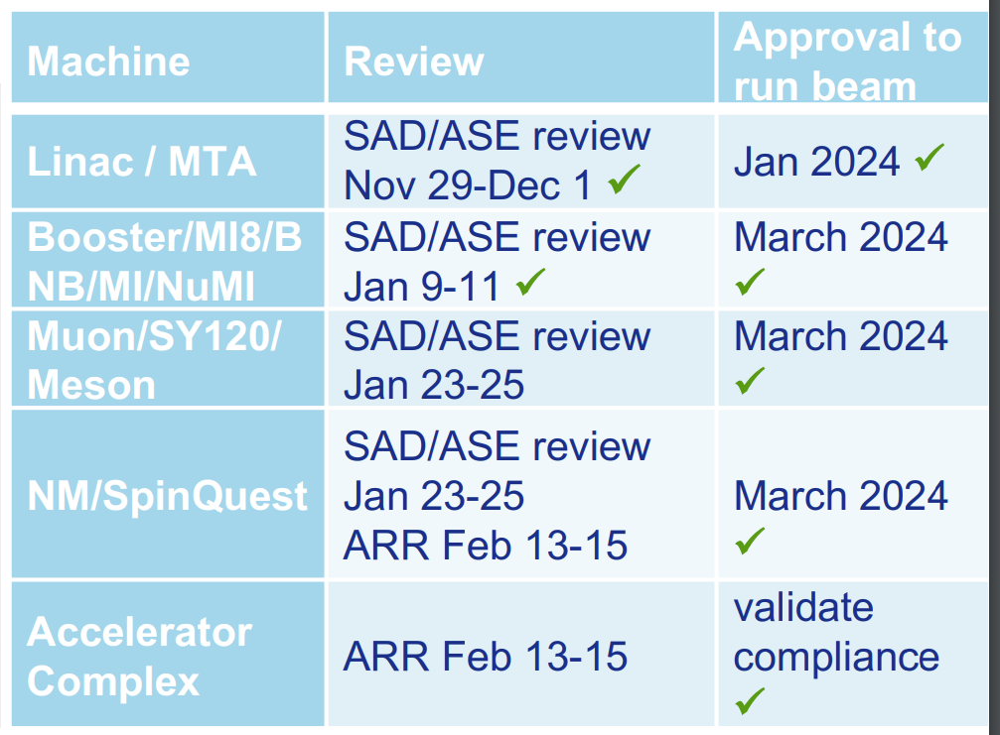 Machine
Review
Approval to
run beam
Linac / MTA
SAD/ASE review
Nov 29-Dec 1 ✓
Jan 2024 ✓
Booster/MI8/B
NB/MI/NuMI
SAD/ASE review
Jan 9-11 ✓
March 2024
✓
Muon/SY120/
Meson
SAD/ASE review
Jan 23-25
March 2024
✓
NM/SpinQuest
SAD/ASE review
Jan 23-25
ARR Feb 13-15
March 2024
✓
Accelerator
Complex
ARR Feb 13-15
validate
compliance
✓